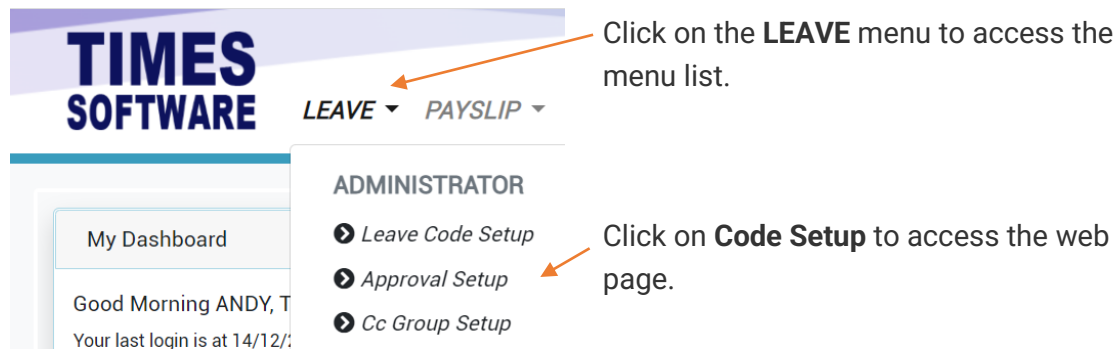 TIMES
SOFTWARE
LEAVE PAYSLIP
Click on the LEAVE menu to access the
menu list.
ADMINISTRATOR
Leave Code Setup
Approval Setup
Cc Group Setup
My Dashboard
Good Morning ANDY, T
Your last login is at 14/12/
Click on Code Setup to access the web
page.